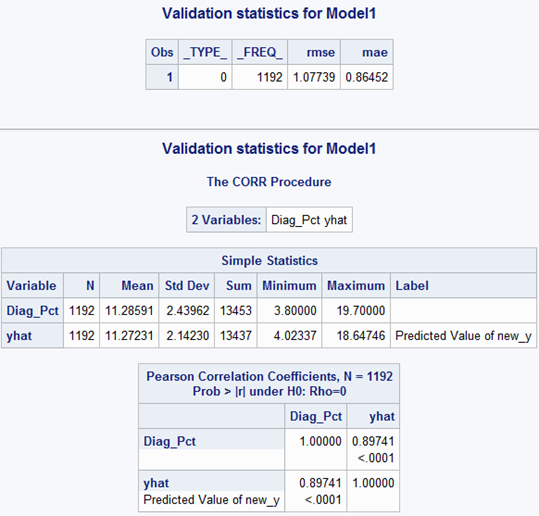 Validation statistics for Model1
Obs _TYPE_ _FREQ_ rmse mae
1 0 1192 1.07739 0.86452
Validation statistics for Model1
The CORR Procedure
2 Variables: Diag_Pct yhat
Simple Statistics
Variable N Mean Std Dev Sum Minimum Maximum Label
Diag_Pct 1192 11.28591 2.43962 13453 3.80000 19.70000
yhat 1192 11.27231 2.14230 13437 4.02337 18.64746 Predicted Value of new_y
Pearson Correlation Coefficients, N = 1192
Prob > |r| under H0: Rho=0
Diag_Pct yhat
Diag_Pct 1.00000 0.89741
<.0001
yhat 0.89741 1.00000
Predicted Value of new_y <.0001